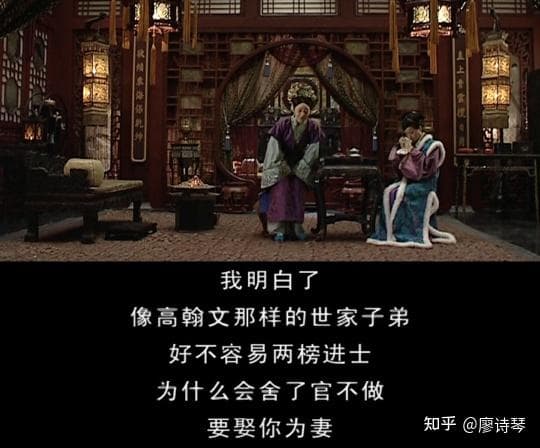 我明白了
像高翰文那样的世家子弟
好不容易两榜进士
为什么会舍了官不做
要娶你为妻
知乎 @廖诗琴